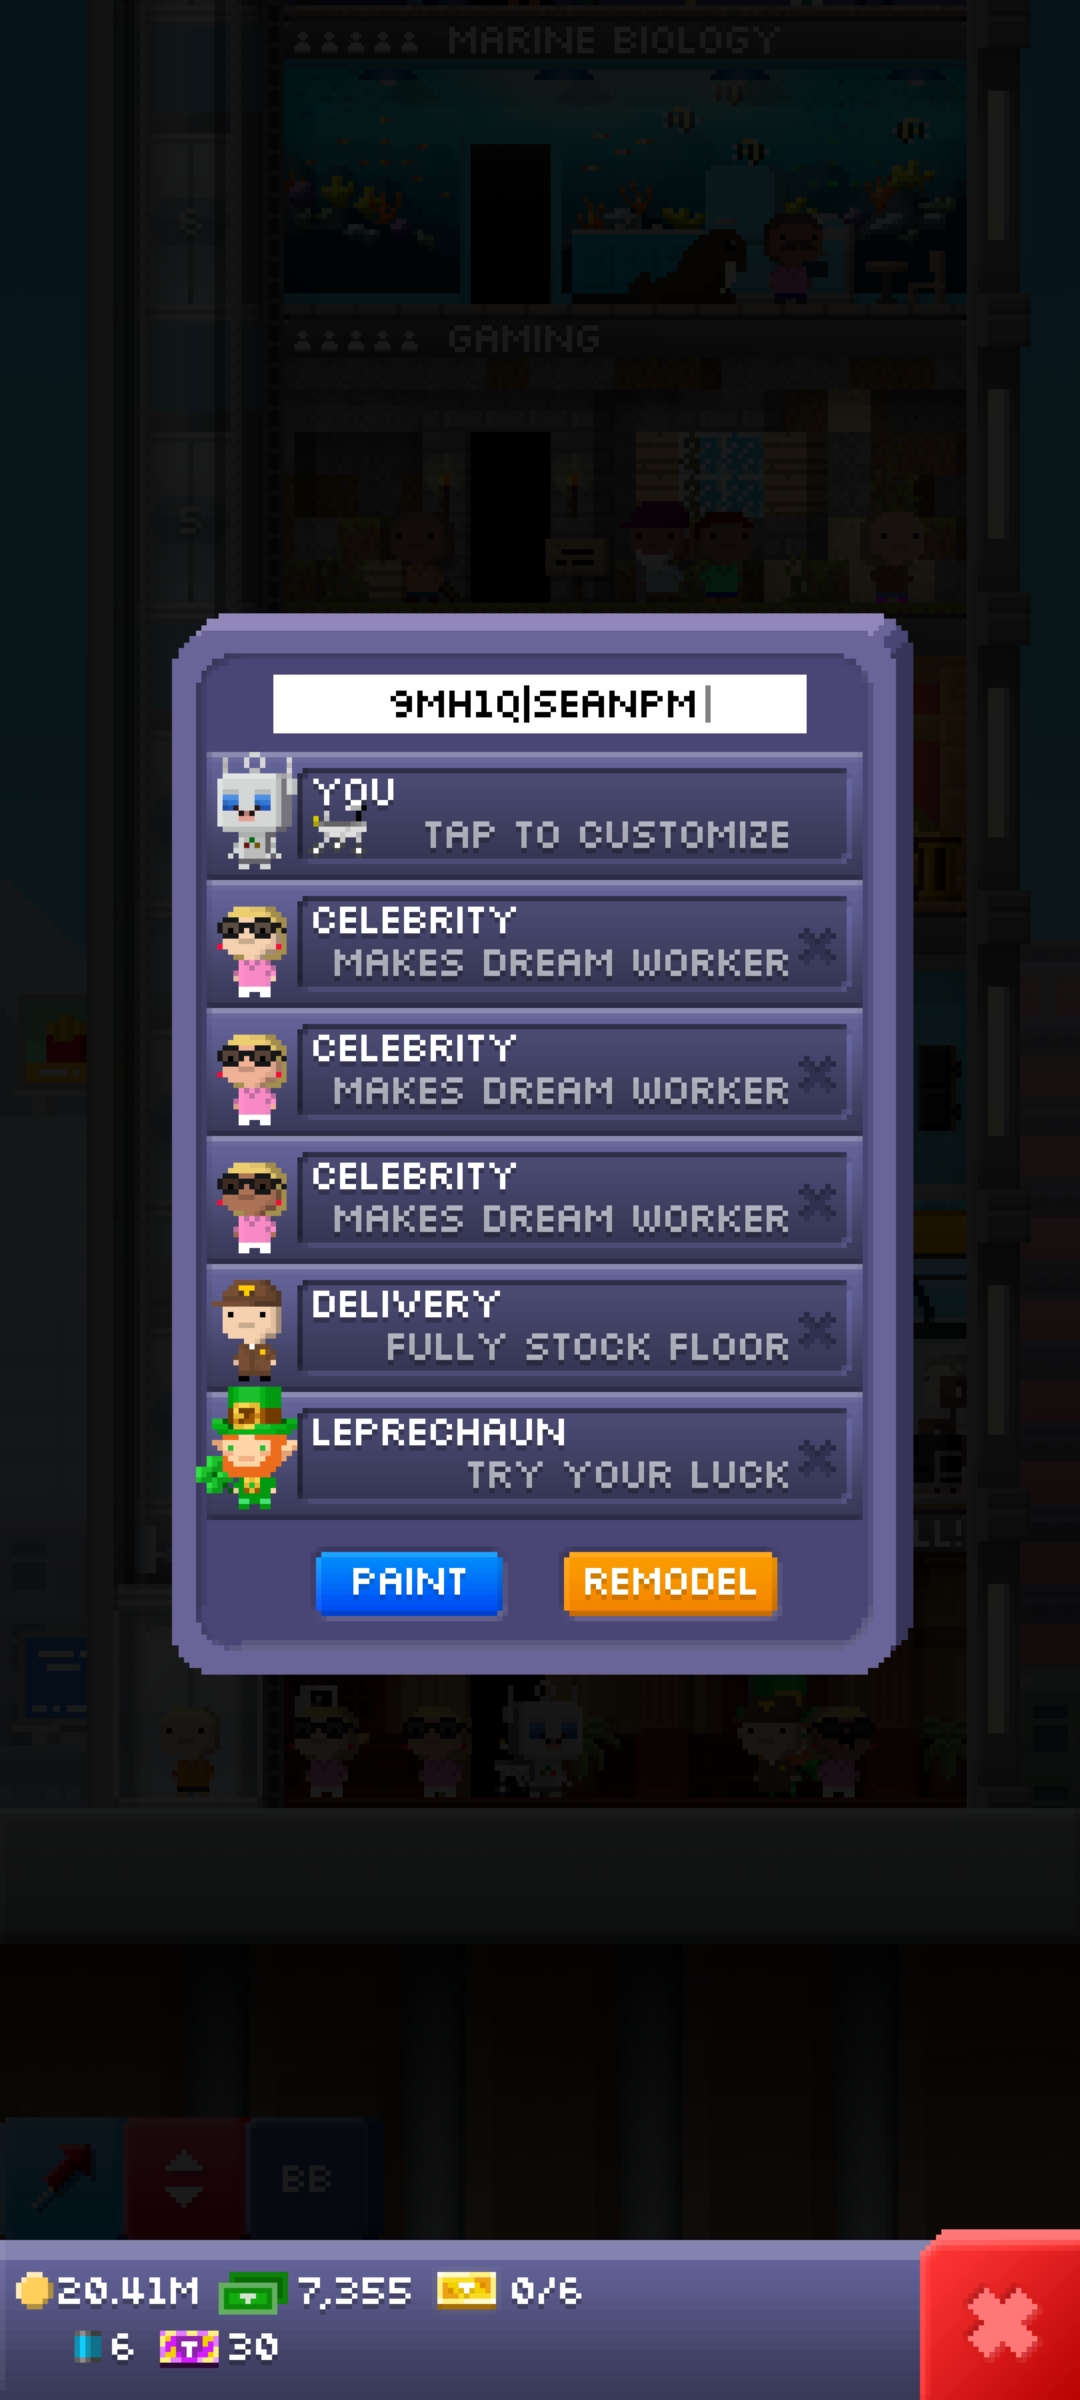 MARINE BIOLOGY
6
GAMING
5
9MH1Q|SEANPM
YOU
TAP TO CUSTOMIZE
CELEBRITY
MAKES DREAM WORKER
CELEBRITY
MAKES DREAM WORKER
CELEBRITY
MAKES DREAM WORKER
DELIVERY
FULLY STOCK FLOOR
LEPRECHAUN
TRY YOUR LUCK
PAINT REMODEL
BB
20.41M 7,355 0/6
6 30